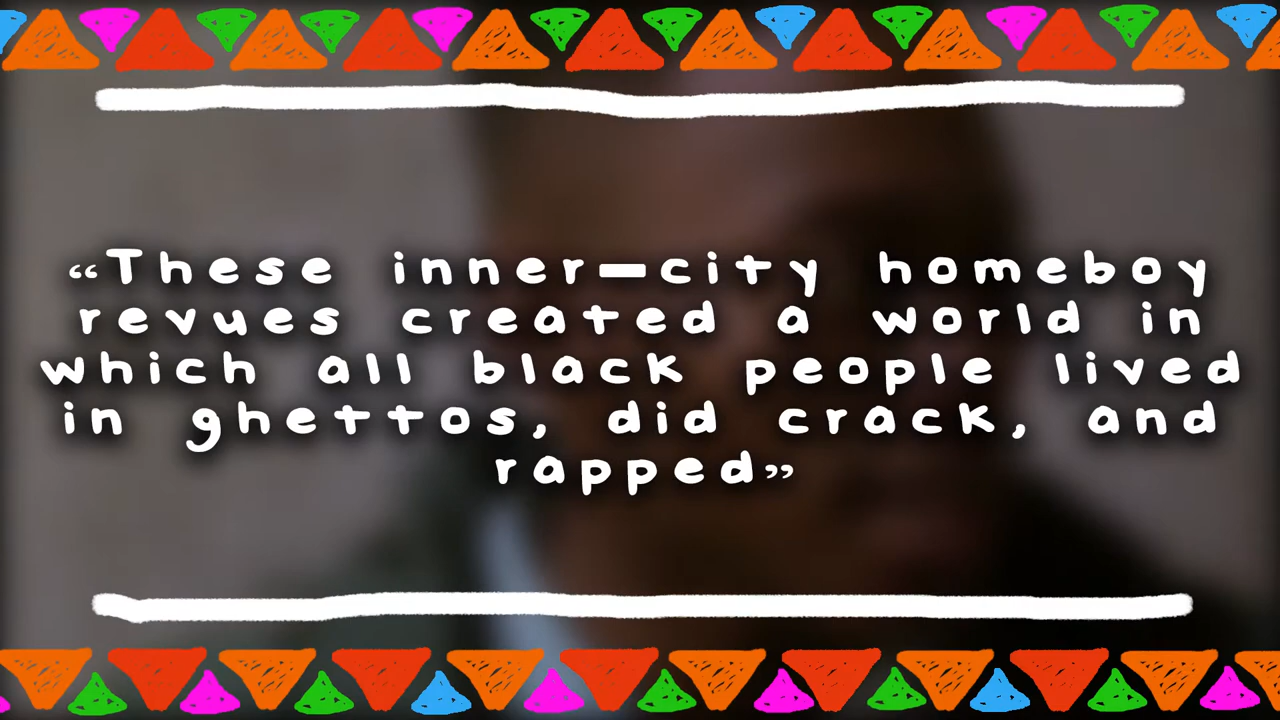 “These inner-city homeboy
revues created a world in
which all black people lived
in ghettos, did crack, and
rapped”